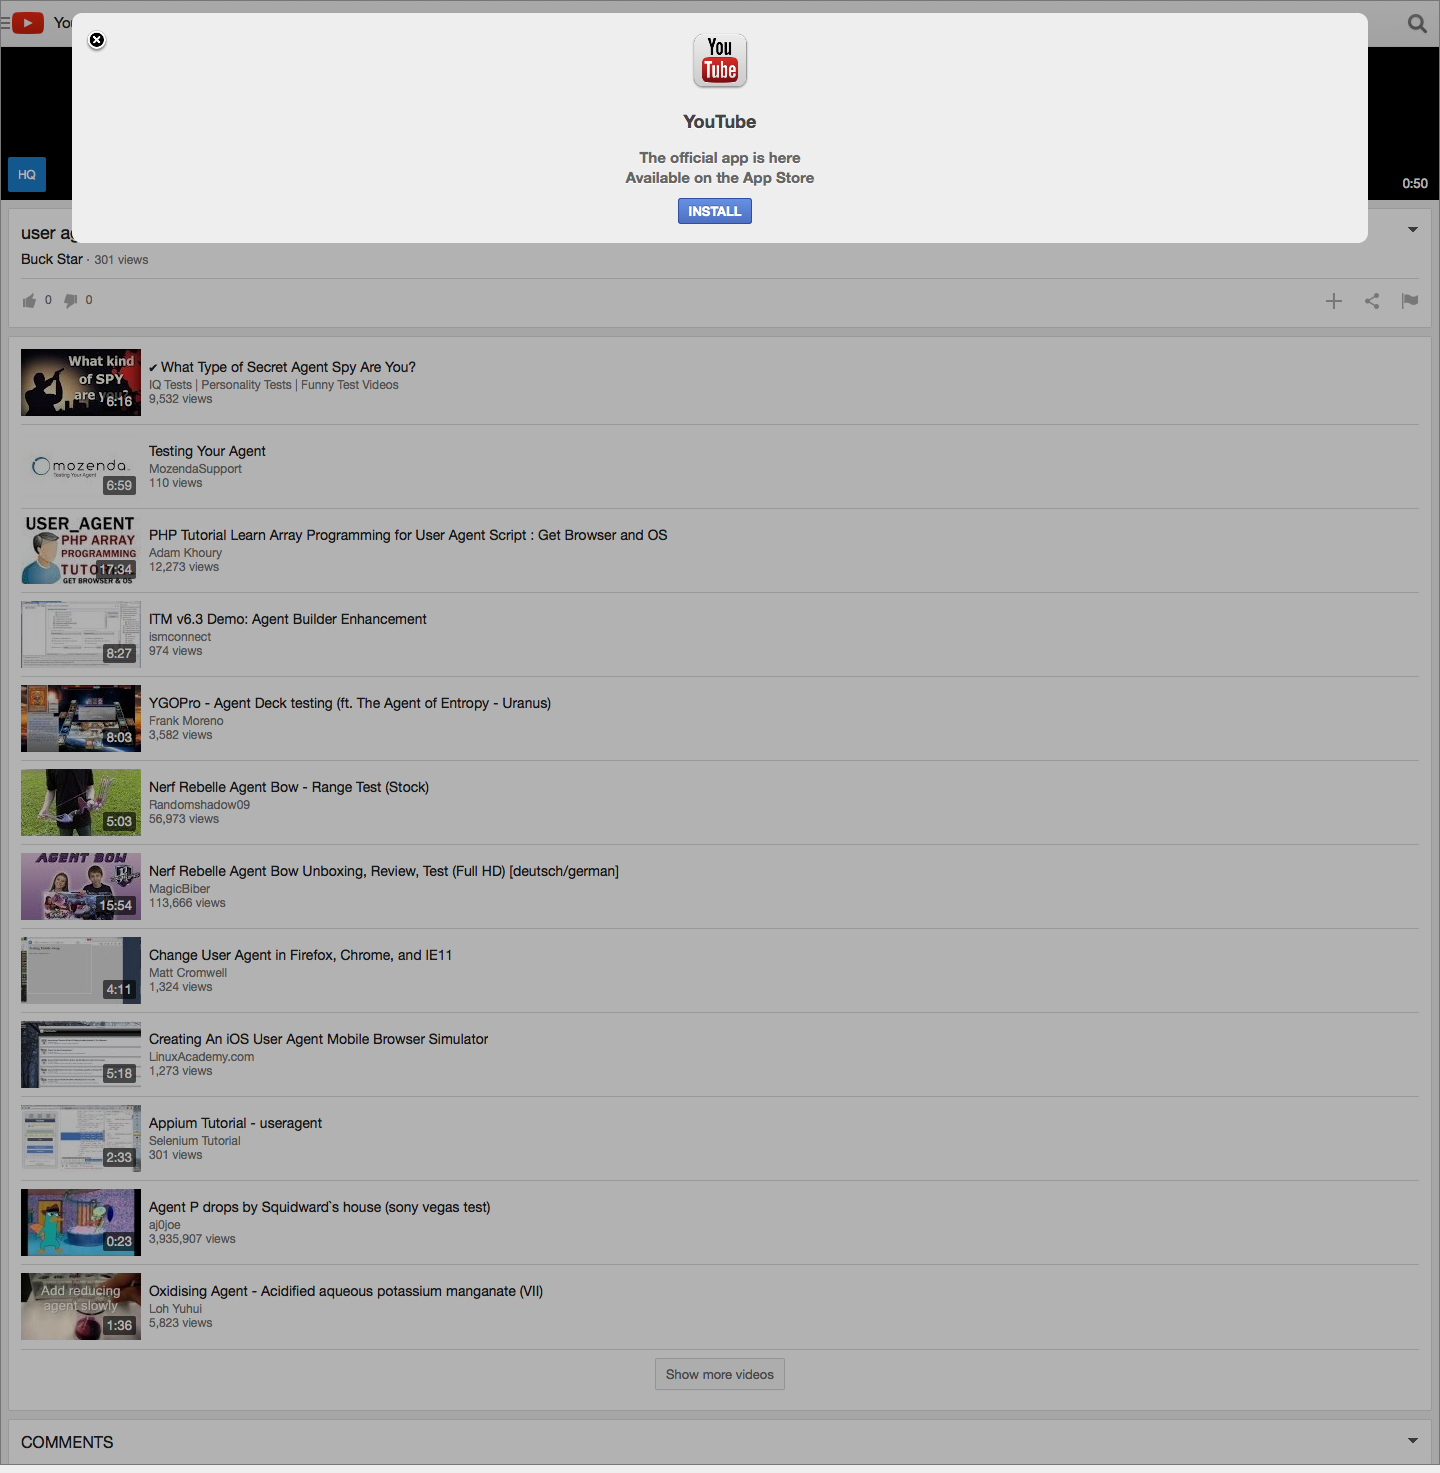 You
You
Tube
YouTube
The official app is here
Available on the App Store
INSTALL
HQ
0:50
user ag
Buck Star · 301 views
0 0
What kind
of SPY
are you?
6:16
✔ What Type of Secret Agent Spy Are You?
IQ Tests | Personality Tests | Funny Test Videos
9,532 views
mozenda
Testing Your Agent
6:59
Testing Your Agent
MozendaSupport
110 views
USER_AGENT
PHP ARRAY
PROGRAMMING
TUTORIAL
GET BROWSER & OS
17:34
PHP Tutorial Learn Array Programming for User Agent Script : Get Browser and OS
Adam Khoury
12,273 views
8:27
ITM v6.3 Demo: Agent Builder Enhancement
ismconnect
974 views
8:03
YGOPro - Agent Deck testing (ft. The Agent of Entropy - Uranus)
Frank Moreno
3,582 views
5:03
Nerf Rebelle Agent Bow - Range Test (Stock)
Randomshadow09
56,973 views
AGENT BOW
15:54
Nerf Rebelle Agent Bow Unboxing, Review, Test (Full HD) [deutsch/german]
MagicBiber
113,666 views
4:11
Change User Agent in Firefox, Chrome, and IE11
Matt Cromwell
1,324 views
5:18
Creating An iOS User Agent Mobile Browser Simulator
LinuxAcademy.com
1,273 views
2:33
Appium Tutorial - useragent
Selenium Tutorial
301 views
0:23
Agent P drops by Squidward`s house (sony vegas test)
aj0joe
3,935,907 views
Add reducing
agent slowly
1:36
Oxidising Agent - Acidified aqueous potassium manganate (VII)
Loh Yuhui
5,823 views
Show more videos
COMMENTS